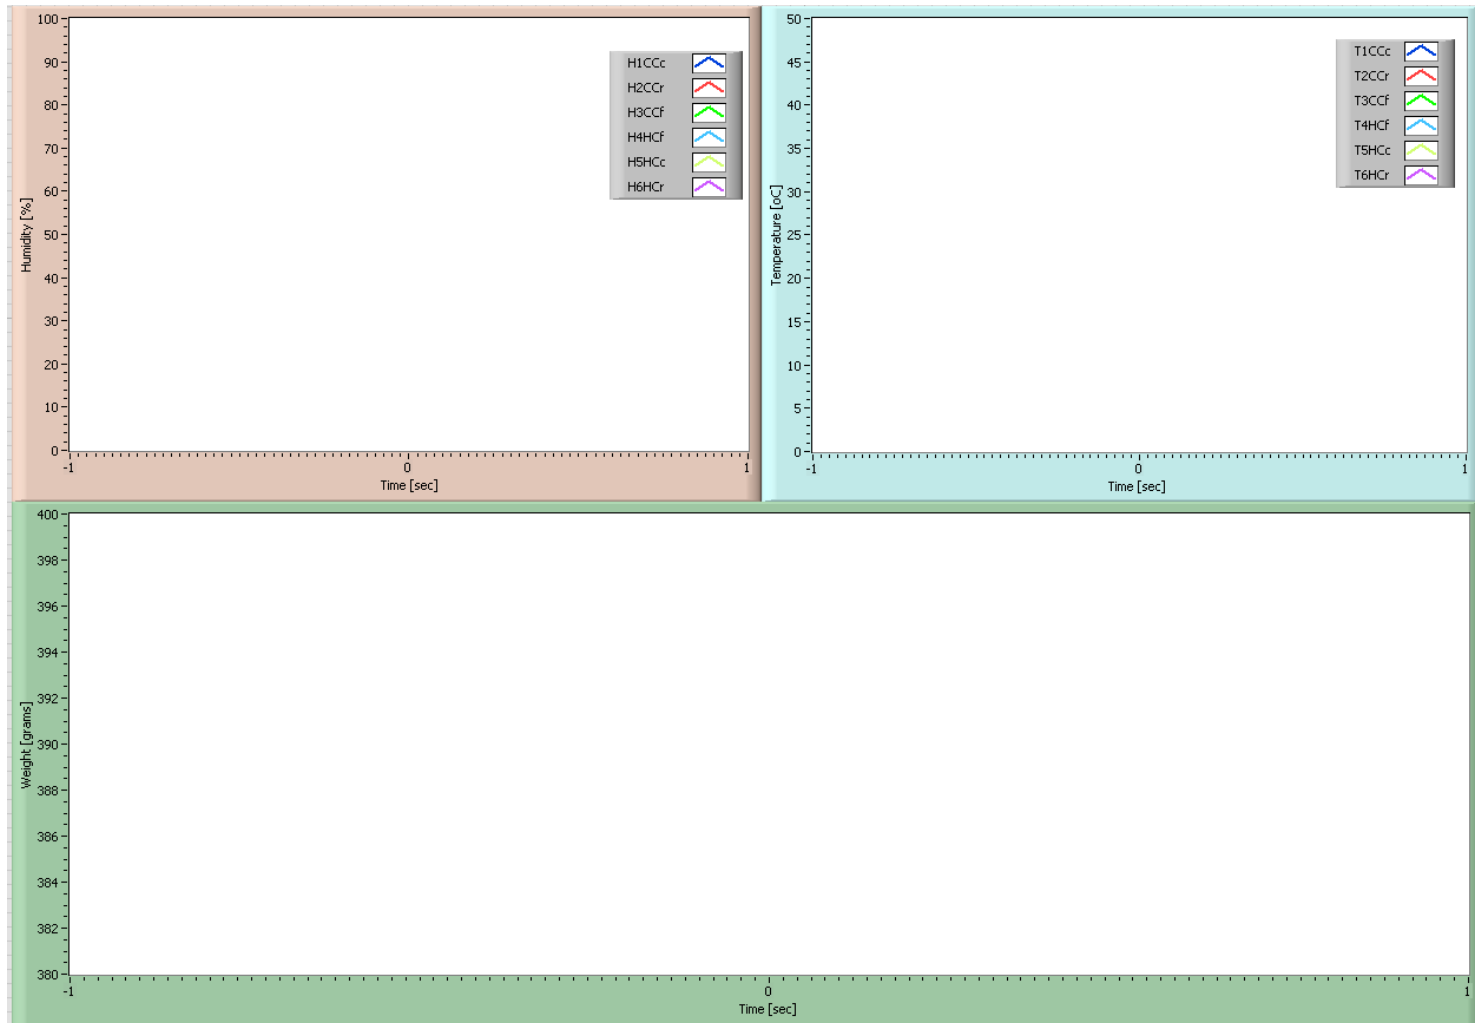 100
90
80
70
60
50
40
30
20
10
0
Humidity [%]
-1 0 1
Time [sec]
H1CCc
H2CCr
H3CCf
H4HCf
H5HCc
H6HCr
50
45
40
35
30
25
20
15
10
5
0
Temperature [oC]
-1 0 1
Time [sec]
T1CCc
T2CCr
T3CCf
T4HCf
T5HCc
T6HCr
400
398
396
394
392
390
388
386
384
382
380
Weight [grams]
-1 0 1
Time [sec]